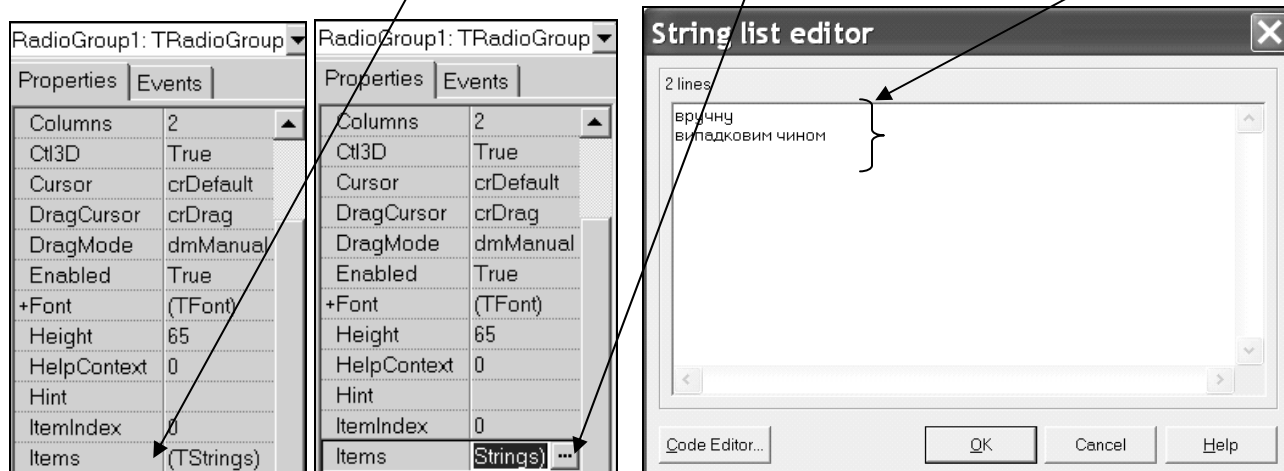 RadioGroup1: TRadioGroup
Properties Events
Columns 2
Ctl3D True
Cursor crDefault
DragCursor crDrag
DragMode dmManual
Enabled True
+Font (TFont)
Height 65
HelpContext 0
Hint
ItemIndex 0
Items (TStrings)
RadioGroup1: TRadioGroup
Properties Events
Columns 2
Ctl3D True
Cursor crDefault
DragCursor crDrag
DragMode dmManual
Enabled True
+Font (TFont)
Height 65
HelpContext 0
Hint
ItemIndex 0
Items Strings) ...
String list editor
2 lines
вручну
випадковим чином
Code Editor... OK Cancel Help